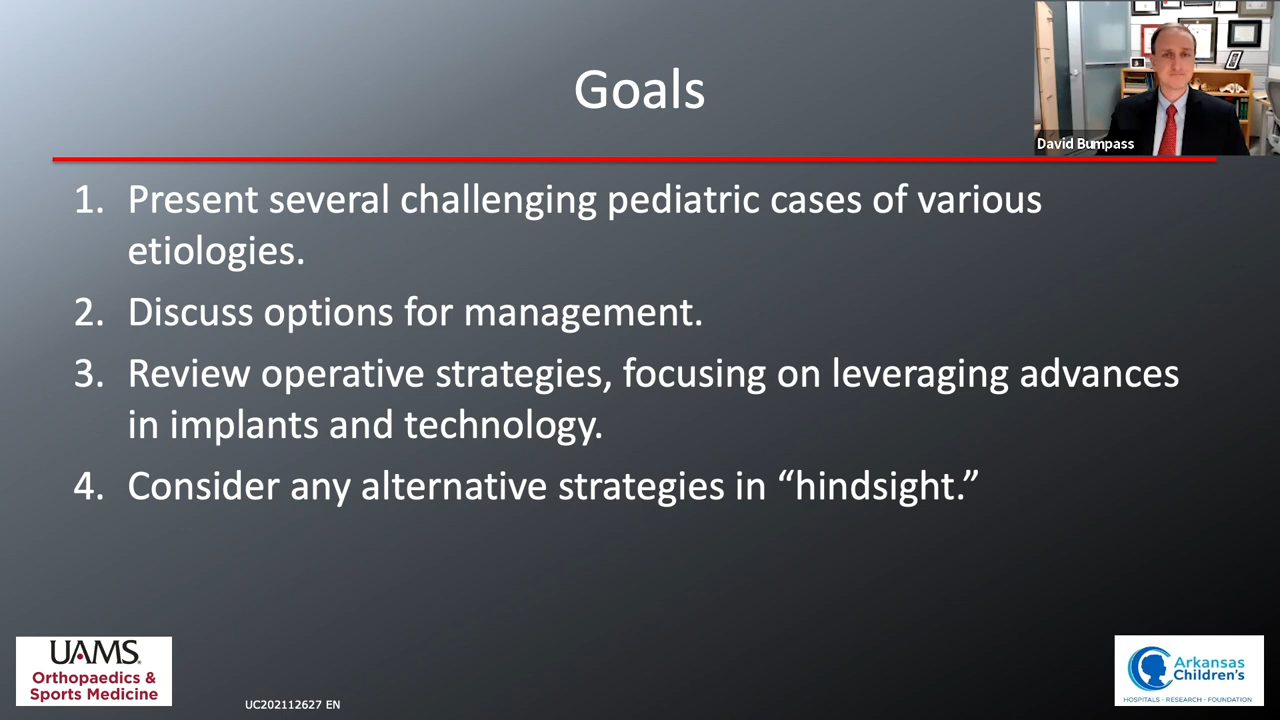 Goals
David Bumpass
1. Present several challenging pediatric cases of various
etiologies.
2. Discuss options for management.
3. Review operative strategies, focusing on leveraging advances
in implants and technology.
4. Consider any alternative strategies in “hindsight.”
UAMS®
Orthopaedics &
Sports Medicine
UC202112627 EN
Arkansas
Children's
HOSPITALS • RESEARCH • FOUNDATION